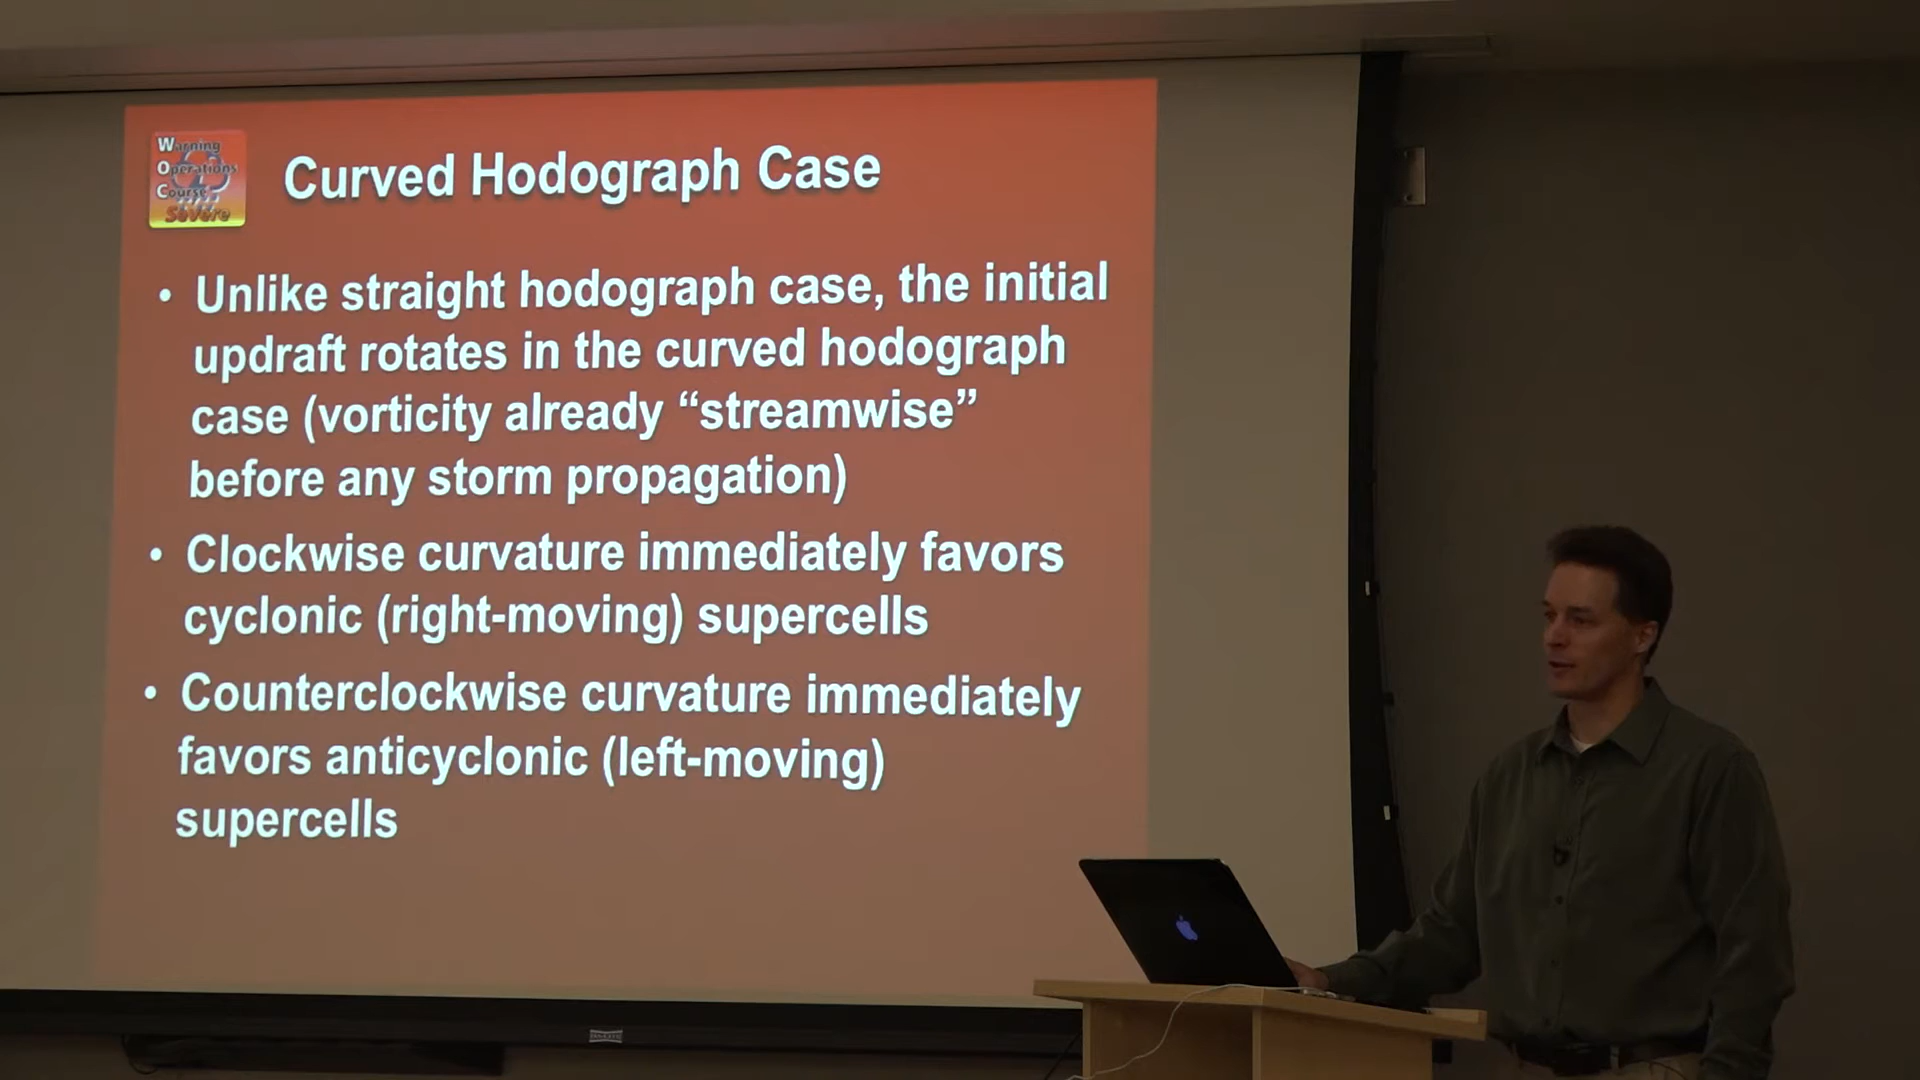 Warning
Operations
Course
Severe
Curved Hodograph Case
• Unlike straight hodograph case, the initial
updraft rotates in the curved hodograph
case (vorticity already “streamwise”
before any storm propagation)
• Clockwise curvature immediately favors
cyclonic (right-moving) supercells
• Counterclockwise curvature immediately
favors anticyclonic (left-moving)
supercells